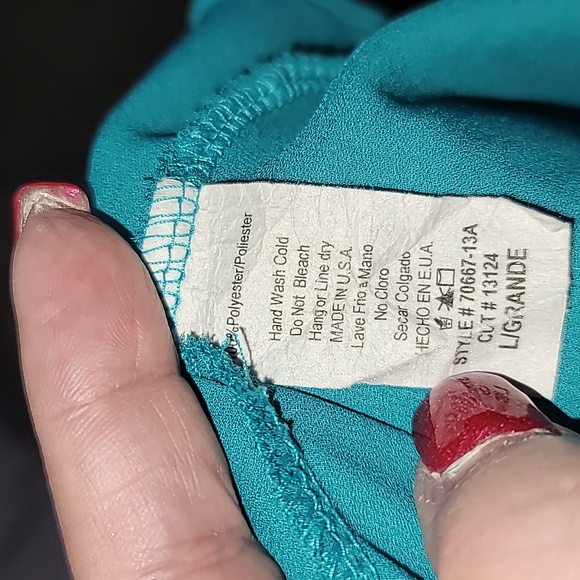 % Polyester/Poliester
Hand Wash Cold
Do Not Bleach
Hang or Line dry
MADE IN U.S.A.
Lave Frio a Mano
No Cloro
Secar Colgado
HECHO EN E.U.A.
STYLE # 70667-13A
CUT # 13124
L/GRANDE